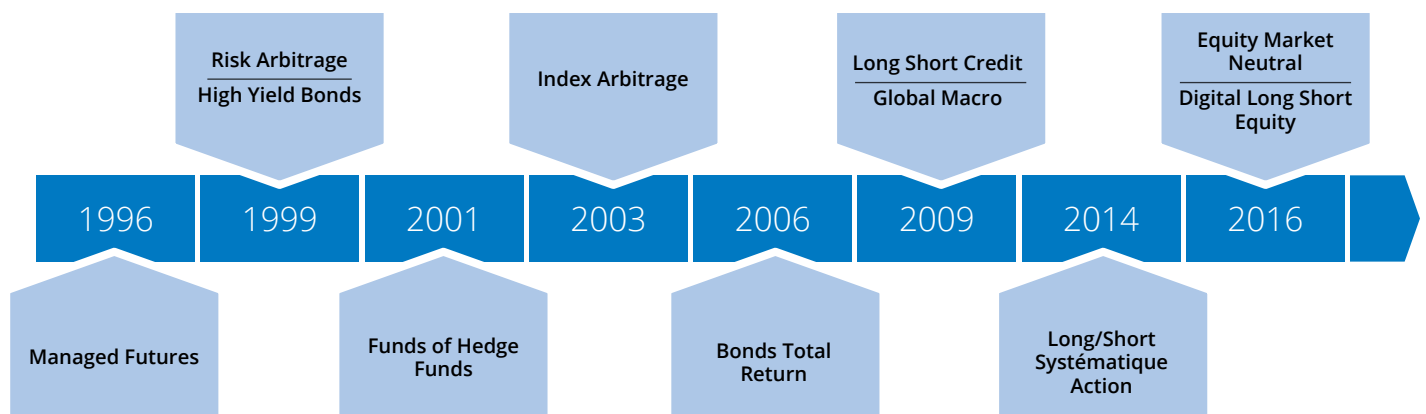 Risk Arbitrage
High Yield Bonds
Index Arbitrage
Long Short Credit
Global Macro
Equity Market
Neutral
Digital Long Short
Equity
1996
1999
2001
2003
2006
2009
2014
2016
Managed Futures
Funds of Hedge
Funds
Bonds Total
Return
Long/Short
Systématique
Action